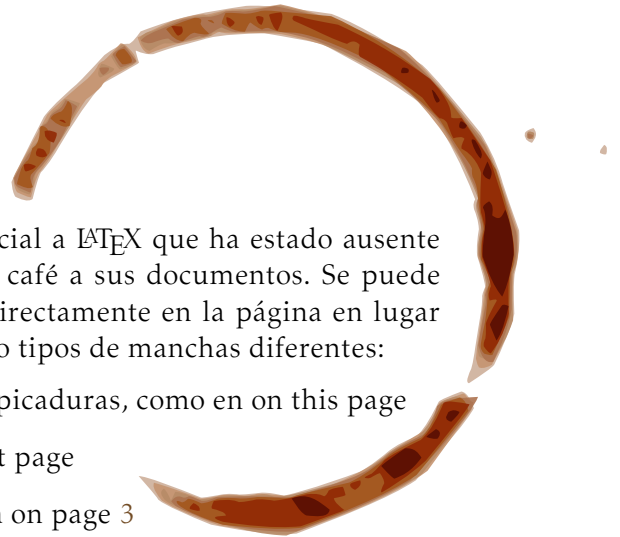 cial a LATEX que ha estado ausente
café a sus documentos. Se puede
irectamente en la página en lugar
o tipos de manchas diferentes:
picaduras, como en on this page
t page
on page 3